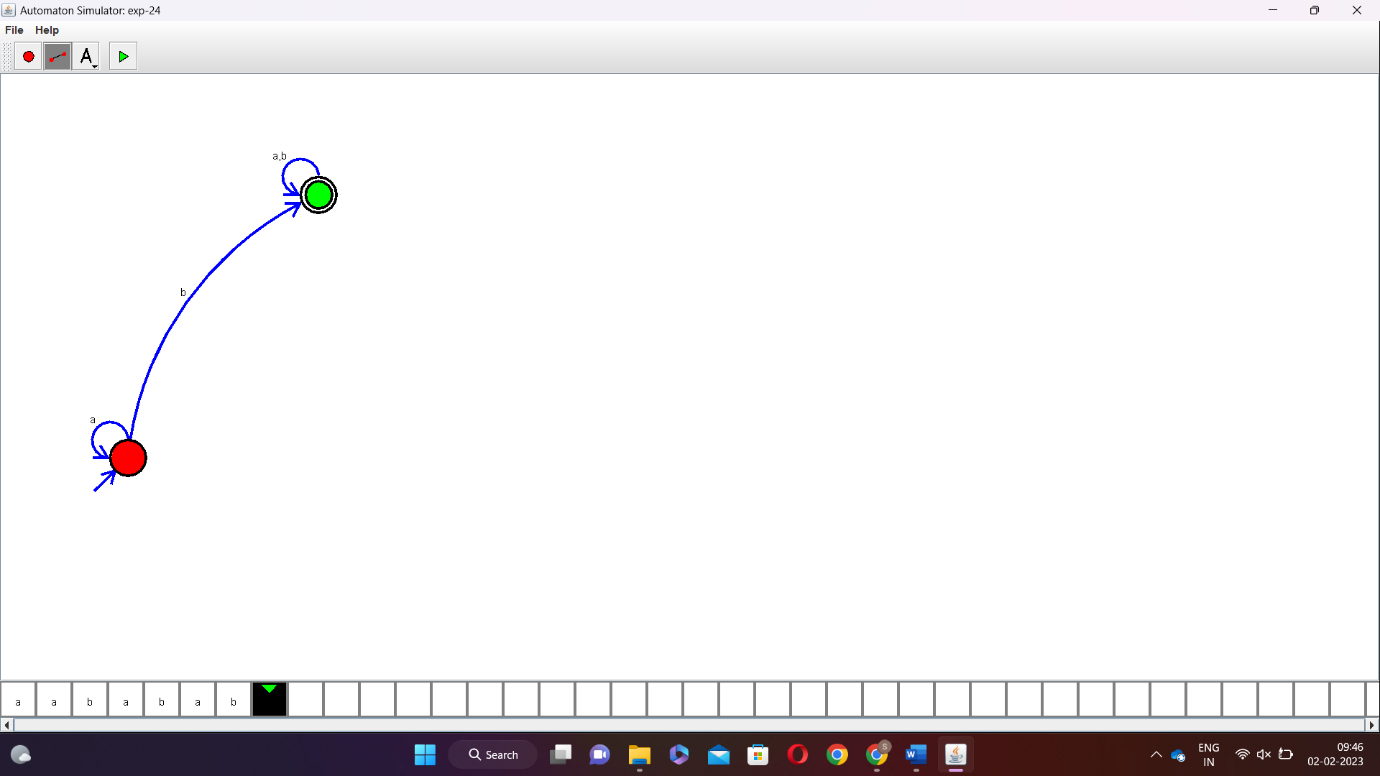 Automaton Simulator: exp-24
File Help
A
a,b
b
a
a a b a b a b
Search
S
W
ENG
IN
09:46
02-02-2023